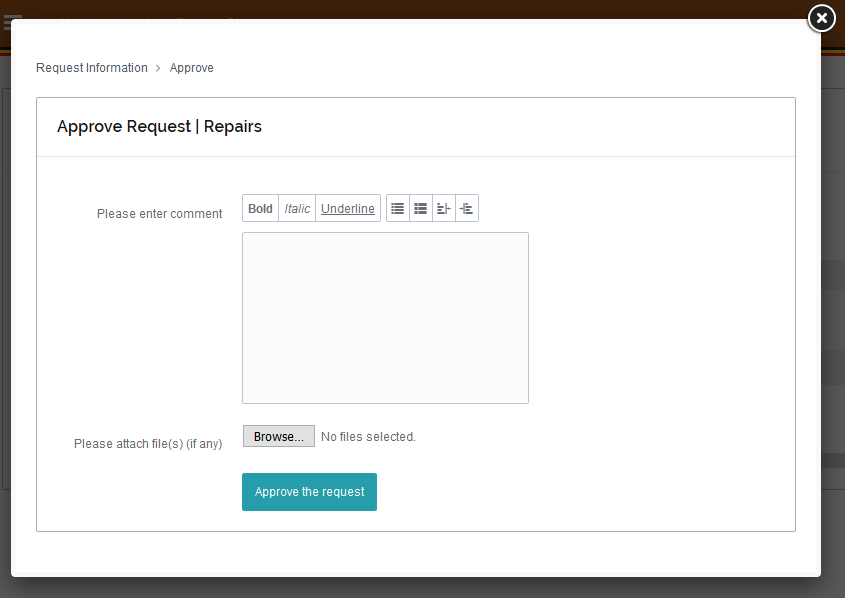 Request Information > Approve
Approve Request | Repairs
Please enter comment
Bold Italic Underline
Please attach file(s) (if any)
Browse... No files selected.
Approve the request